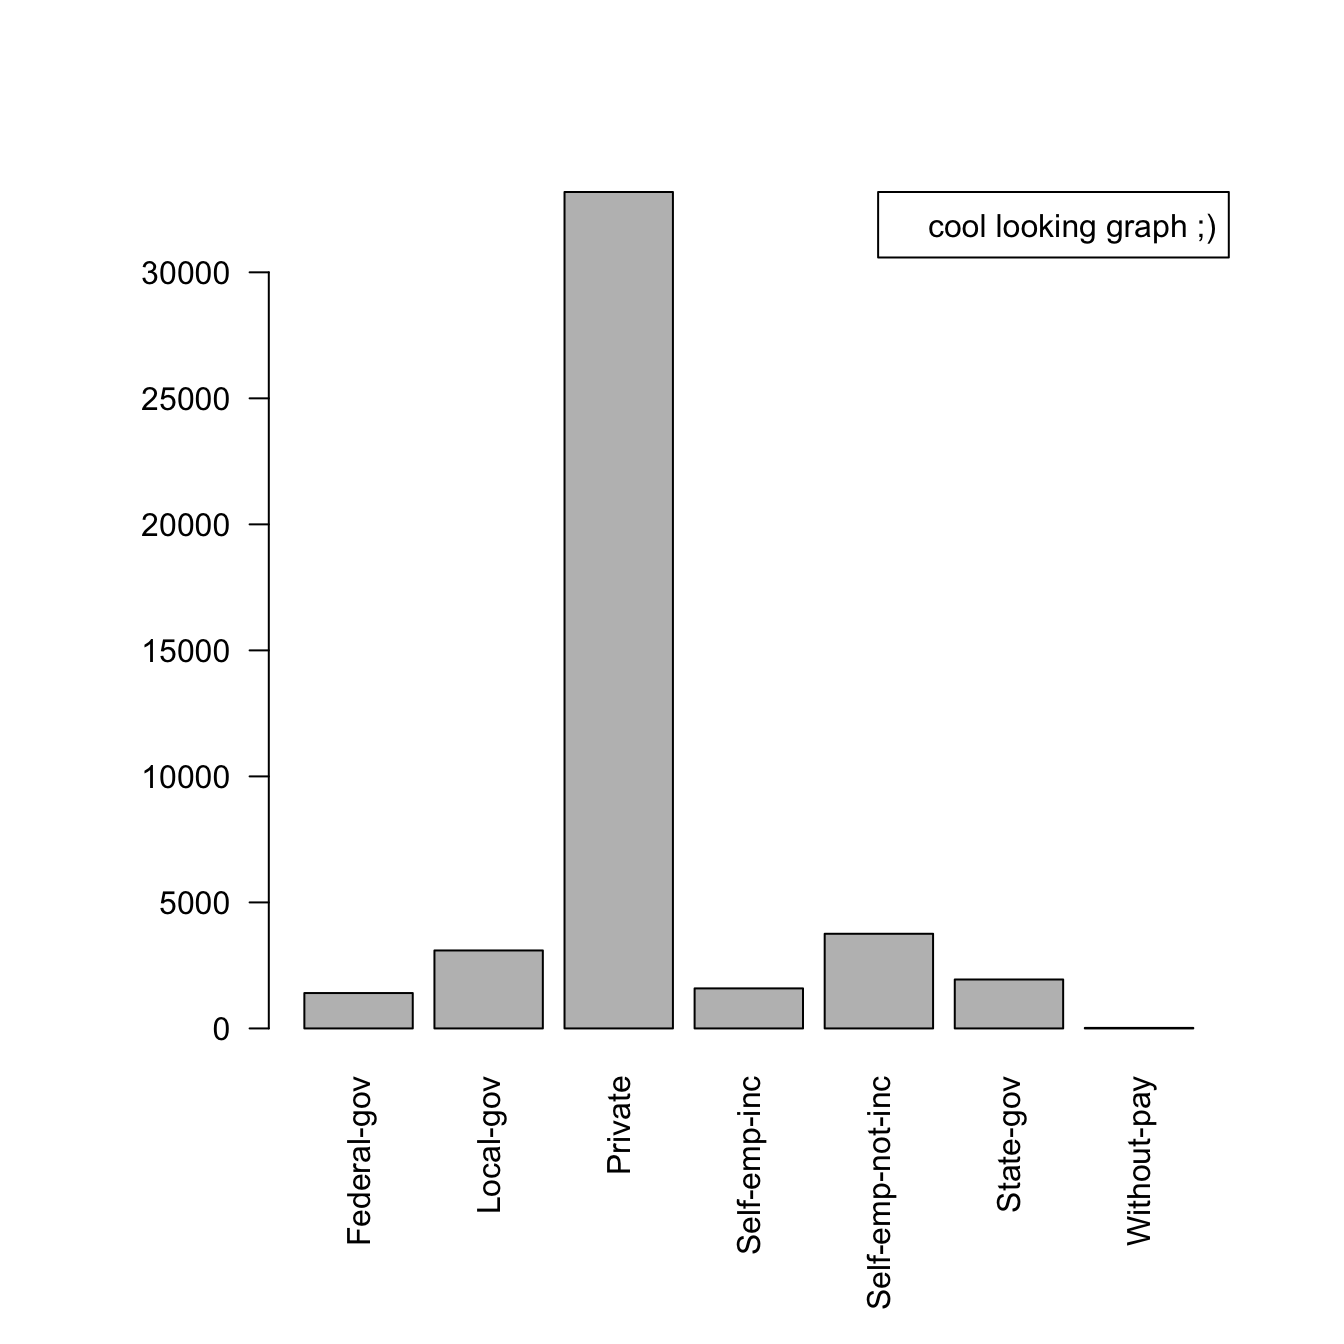 cool looking graph ;)
30000
25000
20000
15000
10000
5000
0
Federal-gov
Local-gov
Private
Self-emp-inc
Self-emp-not-inc
State-gov
Without-pay